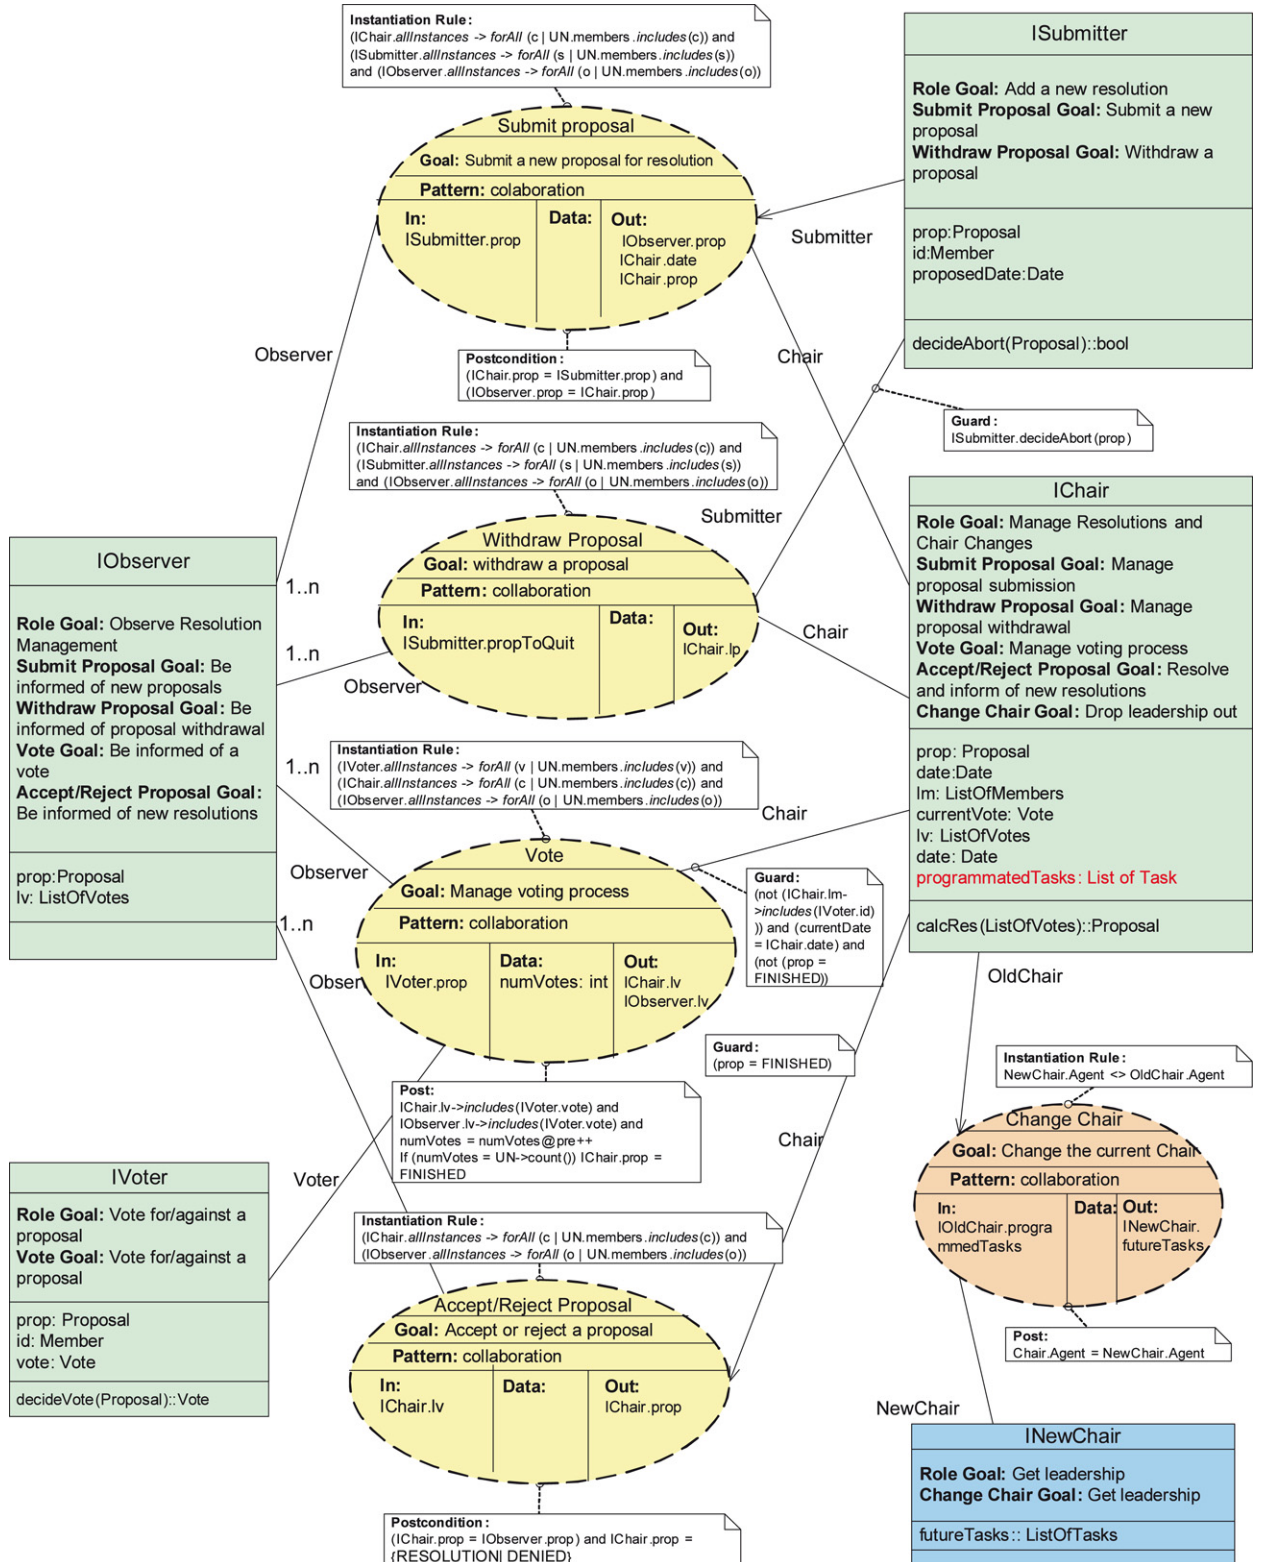 Instantiation Rule:
(IChair.allInstances -> forAll (c | UN.members.includes(c)) and
(ISubmitter.allInstances -> forAll (s | UN.members.includes(s))
and (IObserver.allInstances -> forAll (o | UN.members.includes(o))
Submit proposal
Goal: Submit a new proposal for resolution
Pattern: colaboration
In:
ISubmitter.prop
Data:
Out:
IObserver.prop
IChair.date
IChair.prop
Postcondition:
(IChair.prop = ISubmitter.prop) and
(IObserver.prop = IChair.prop)
ISubmitter
Role Goal: Add a new resolution
Submit Proposal Goal: Submit a new
proposal
Withdraw Proposal Goal: Withdraw a
proposal
prop:Proposal
id:Member
proposedDate:Date
decideAbort(Proposal)::bool
Submitter
Observer
Chair
Guard:
ISubmitter.decideAbort(prop)
Instantiation Rule:
(IChair.allInstances -> forAll (c | UN.members.includes(c)) and
(ISubmitter.allInstances -> forAll (s | UN.members.includes(s))
and (IObserver.allInstances -> forAll (o | UN.members.includes(o))
Submitter
Withdraw Proposal
Goal: withdraw a proposal
Pattern: collaboration
In:
ISubmitter.propToQuit
Data:
Out:
IChair.lp
Chair
IObserver
Role Goal: Observe Resolution
Management
Submit Proposal Goal: Be
informed of new proposals
Withdraw Proposal Goal: Be
informed of proposal withdrawal
Vote Goal: Be informed of a
vote
Accept/Reject Proposal Goal:
Be informed of new resolutions
prop:Proposal
lv: ListOfVotes
1..n
1..n
Observer
1..n
Observer
1..n
Obser
IChair
Role Goal: Manage Resolutions and
Chair Changes
Submit Proposal Goal: Manage
proposal submission
Withdraw Proposal Goal: Manage
proposal withdrawal
Vote Goal: Manage voting process
Accept/Reject Proposal Goal: Resolve
and inform of new resolutions
Change Chair Goal: Drop leadership out
prop: Proposal
date:Date
lm: ListOfMembers
currentVote: Vote
lv: ListOfVotes
date: Date
programmatedTasks: List of Task
calcRes(ListOfVotes)::Proposal
Instantiation Rule:
(IVoter.allInstances -> forAll (v | UN.members.includes(v)) and
(IChair.allInstances -> forAll (c | UN.members.includes(c)) and
(IObserver.allInstances -> forAll (o | UN.members.includes(o))
Chair
Vote
Goal: Manage voting process
Pattern: collaboration
In:
IVoter.prop
Data:
numVotes: int
Out:
IChair.lv
IObserver.lv
Guard:
(not (IChair.lm-
>includes(IVoter.id)
)) and (currentDate
= IChair.date) and
(not (prop =
FINISHED))
Guard:
(prop = FINISHED)
Post:
IChair.lv->includes(IVoter.vote) and
IObserver.lv->includes(IVoter.vote) and
numVotes = numVotes@pre++
If (numVotes = UN->count()) IChair.prop =
FINISHED
Chair
Voter
IVoter
Role Goal: Vote for/against a
proposal
Vote Goal: Vote for/against a
proposal
prop: Proposal
id: Member
vote: Vote
decideVote(Proposal)::Vote
Instantiation Rule:
(IChair.allInstances -> forAll (c | UN.members.includes(c)) and
(IObserver.allInstances -> forAll (o | UN.members.includes(o))
Accept/Reject Proposal
Goal: Accept or reject a proposal
Pattern: collaboration
In:
IChair.lv
Data:
Out:
IChair.prop
Postcondition:
(IChair.prop = IObserver.prop) and IChair.prop =
{RESOLUTION| DENIED}
OldChair
Instantiation Rule:
NewChair.Agent <> OldChair.Agent
Change Chair
Goal: Change the current Chair
Pattern: collaboration
In:
IOldChair.progra
mmedTasks
Data:
Out:
INewChair.
futureTasks
Post:
Chair.Agent = NewChair.Agent
NewChair
INewChair
Role Goal: Get leadership
Change Chair Goal: Get leadership
futureTasks:: ListOfTasks